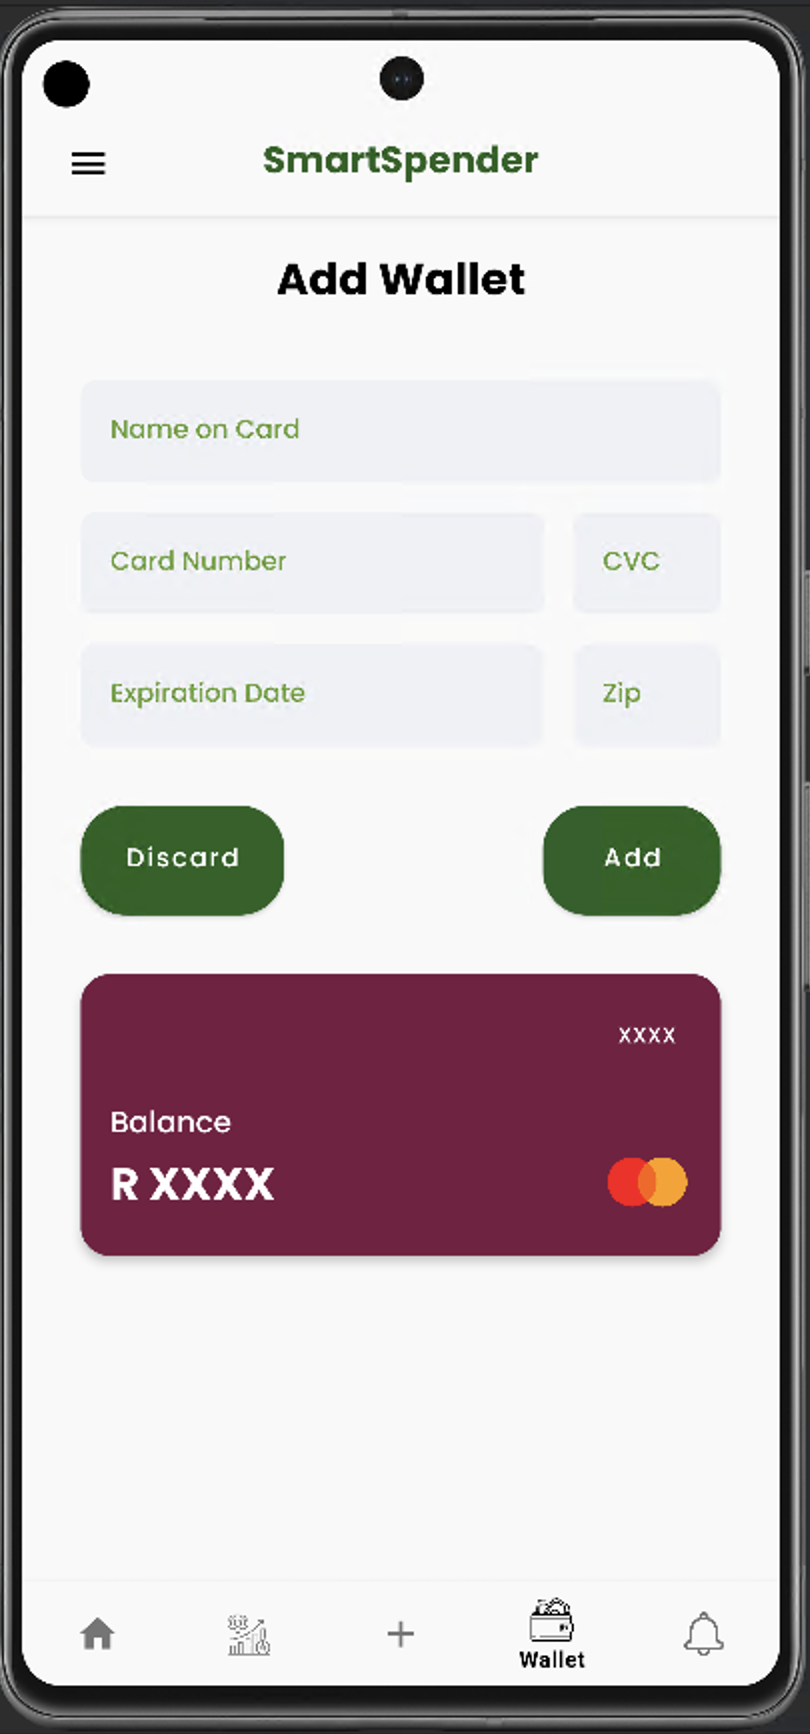 SmartSpender
Add Wallet
Name on Card
Card Number
CVC
Expiration Date
Zip
Discard
Add
xxxx
Balance
R XXXX
Wallet